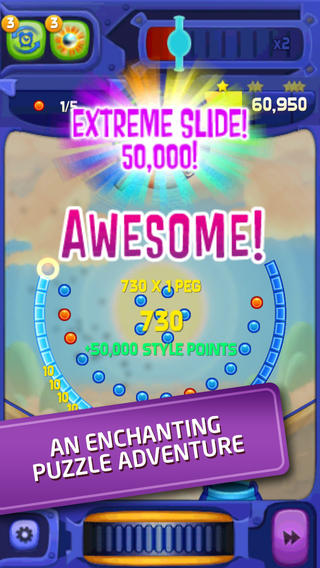 3 3
x2
1/5
60,950
EXTREME SLIDE!
50,000!
AWESOME!
730 X 1 PEG
730
+50,000 STYLE POINTS
10
10
10
10
AN ENCHANTING
PUZZLE ADVENTURE